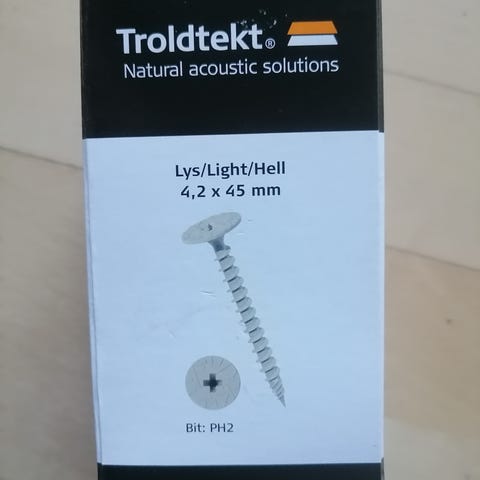 Troldtekt®
Natural acoustic solutions
Lys/Light/Hell
4,2 x 45 mm
Bit: PH2